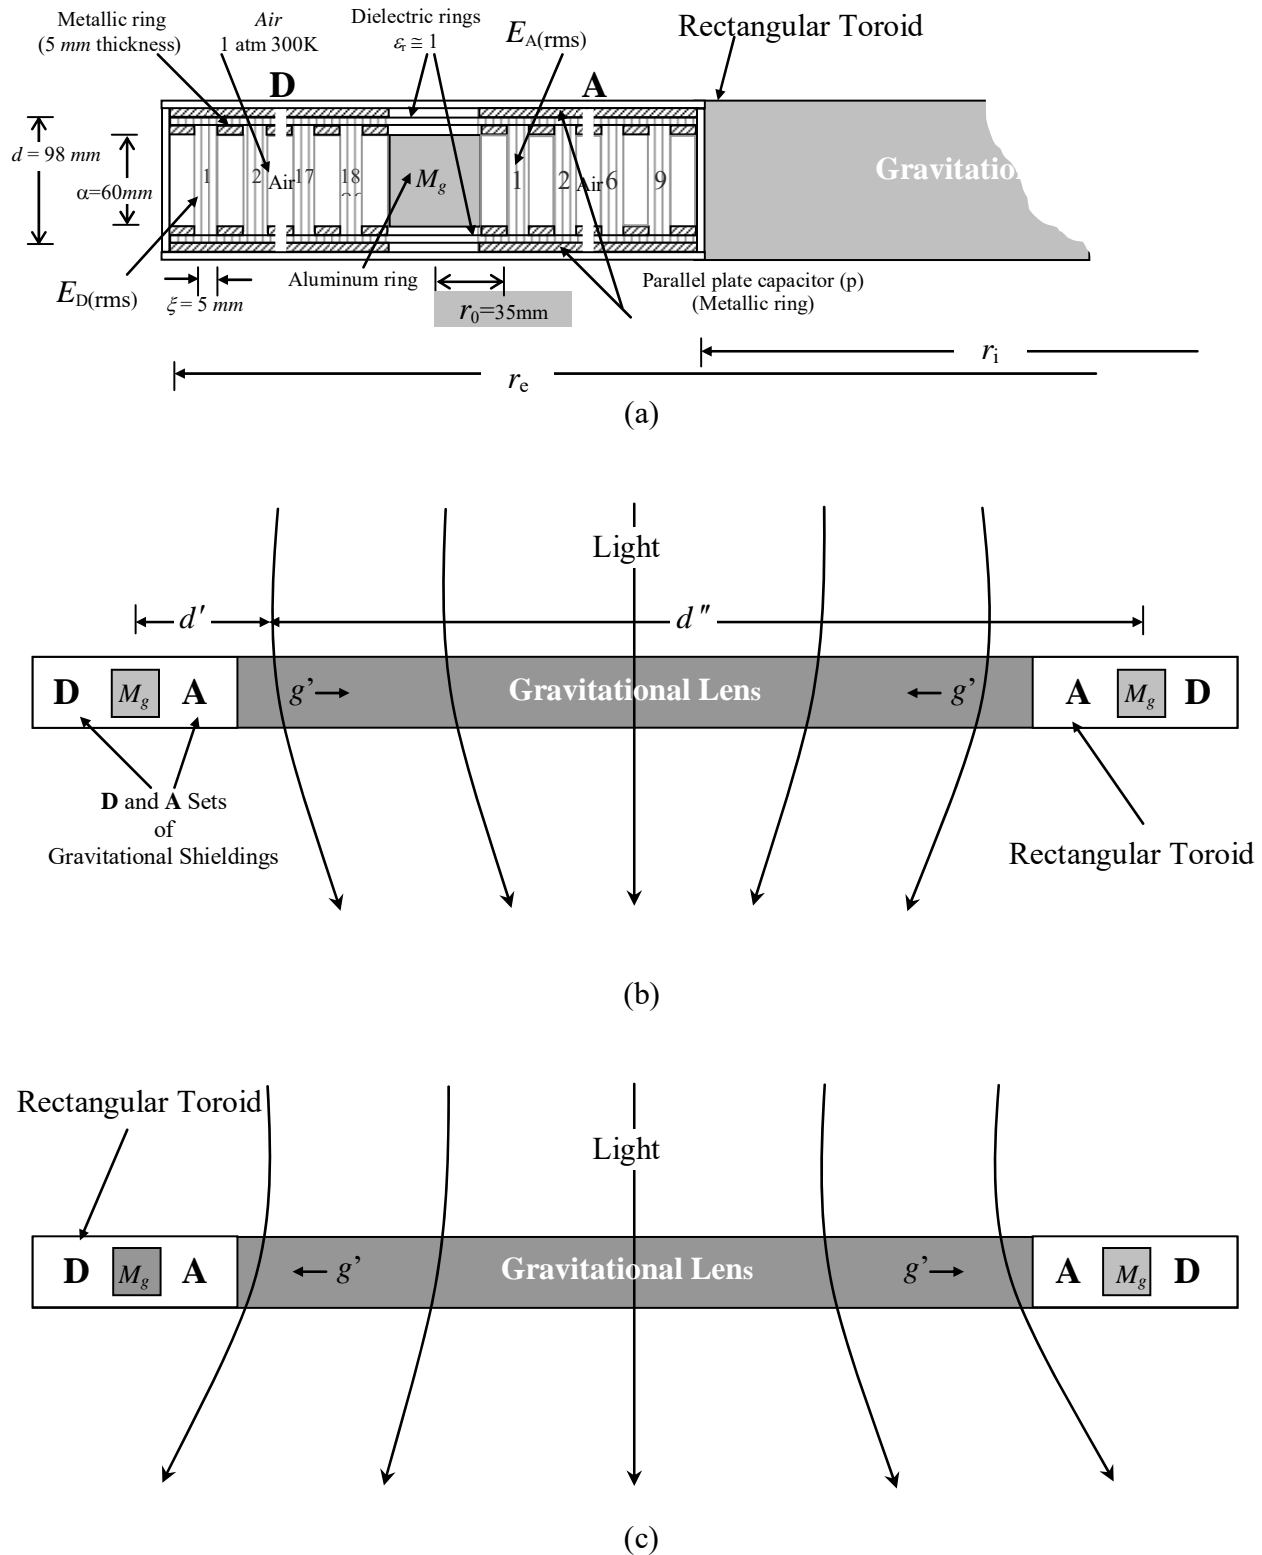 Metallic ring
(5 mm thickness)
Air
1 atm 300K
Dielectric rings
εr ≅ 1
EA(rms)
Rectangular Toroid
D
A
d = 98 mm
α=60mm
1
2
Air
17
18
Mg
1
2
Air
6
9
Gravitatio
ED(rms)
ξ = 5 mm
Aluminum ring
r0=35mm
Parallel plate capacitor (p)
(Metallic ring)
ri
re
(a)
Light
d′
d″
D
Mg
A
g’
Gravitational Lens
g’
A
Mg
D
D and A Sets
of
Gravitational Shieldings
Rectangular Toroid
(b)
Rectangular Toroid
Light
D
Mg
A
g’
Gravitational Lens
g’
A
Mg
D
(c)